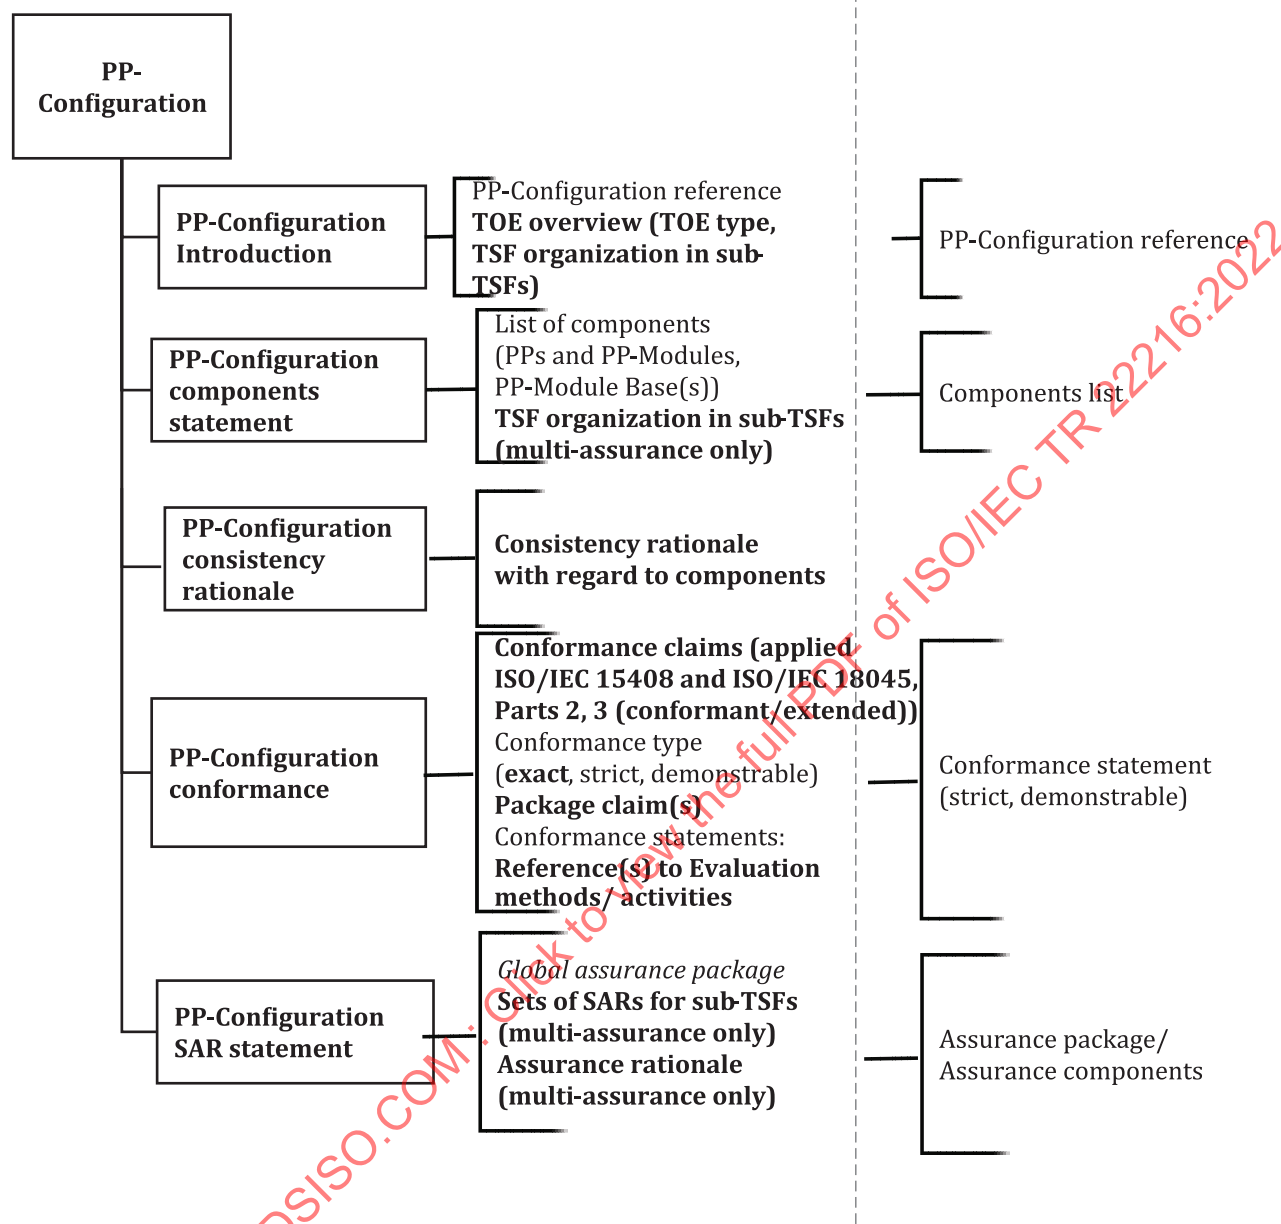 PP-
Configuration
PP-Configuration
Introduction
PP-Configuration reference
TOE overview (TOE type,
TSF organization in sub-
TSFs)
PP-Configuration reference
PP-Configuration
components
statement
List of components
(PPs and PP-Modules,
PP-Module Base(s))
TSF organization in sub-TSFs
(multi-assurance only)
Components list
PP-Configuration
consistency
rationale
Consistency rationale
with regard to components
PP-Configuration
conformance
Conformance claims (applied
ISO/IEC 15408 and ISO/IEC 18045,
Parts 2, 3 (conformant/extended))
Conformance type
(exact, strict, demonstrable)
Package claim(s)
Conformance statements:
Reference(s) to Evaluation
methods/ activities
Conformance statement
(strict, demonstrable)
PP-Configuration
SAR statement
Global assurance package
Sets of SARs for sub-TSFs
(multi-assurance only)
Assurance rationale
(multi-assurance only)
Assurance package/
Assurance components
DSISO.COM : Click to view the full PDF of ISO/IEC TR 22216:2022